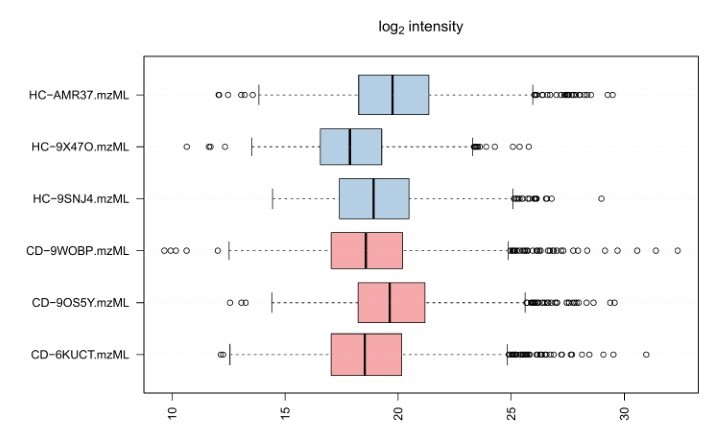 log2 intensity
HC−AMR37.mzML
HC−9X47O.mzML
HC−9SNJ4.mzML
CD−9WOBP.mzML
CD−9OS5Y.mzML
CD−6KUCT.mzML
10 15 20 25 30